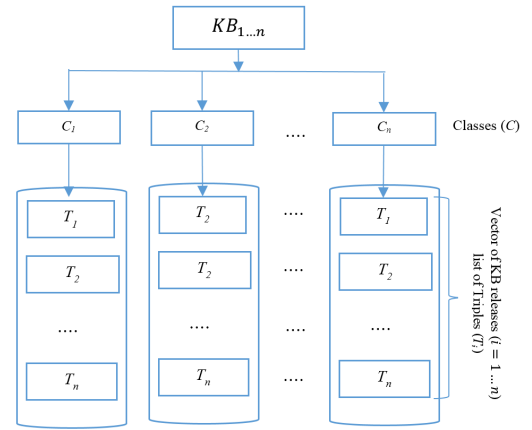 KB1…n
C1 C2 .... Cn Classes (C)
T1 T2 .... T1
T2 T2 .... T2
.... .... .... ....
Tn Tn .... Tn
Vector of KB releases (i = 1 … n)
list of Triples (Ti)